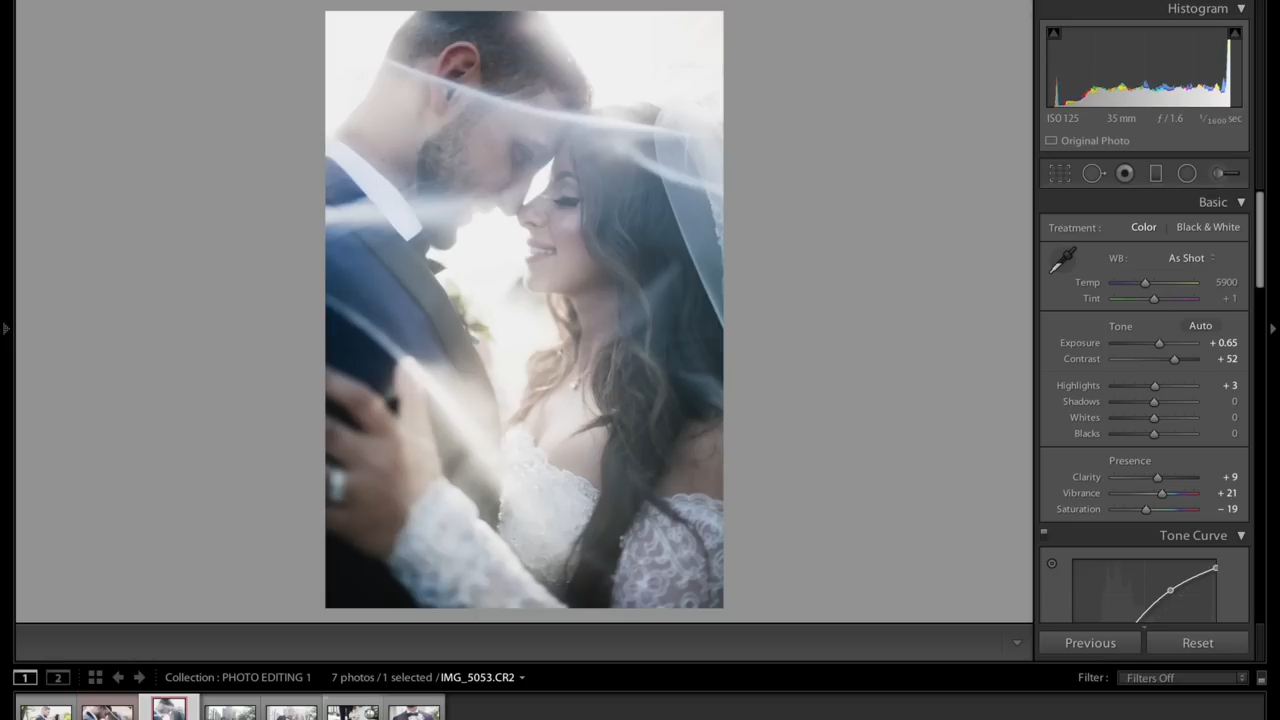 Histogram
ISO 125 35 mm ƒ / 1.6 1/1600 sec
Original Photo
Basic
Treatment : Color Black & White
WB : As Shot
Temp 5900
Tint + 1
Tone Auto
Exposure + 0.65
Contrast + 52
Highlights + 3
Shadows 0
Whites 0
Blacks 0
Presence
Clarity + 9
Vibrance + 21
Saturation − 19
Tone Curve
Previous Reset
1 2 Collection : PHOTO EDITING 1 7 photos / 1 selected / IMG_5053.CR2 Filter : Filters Off